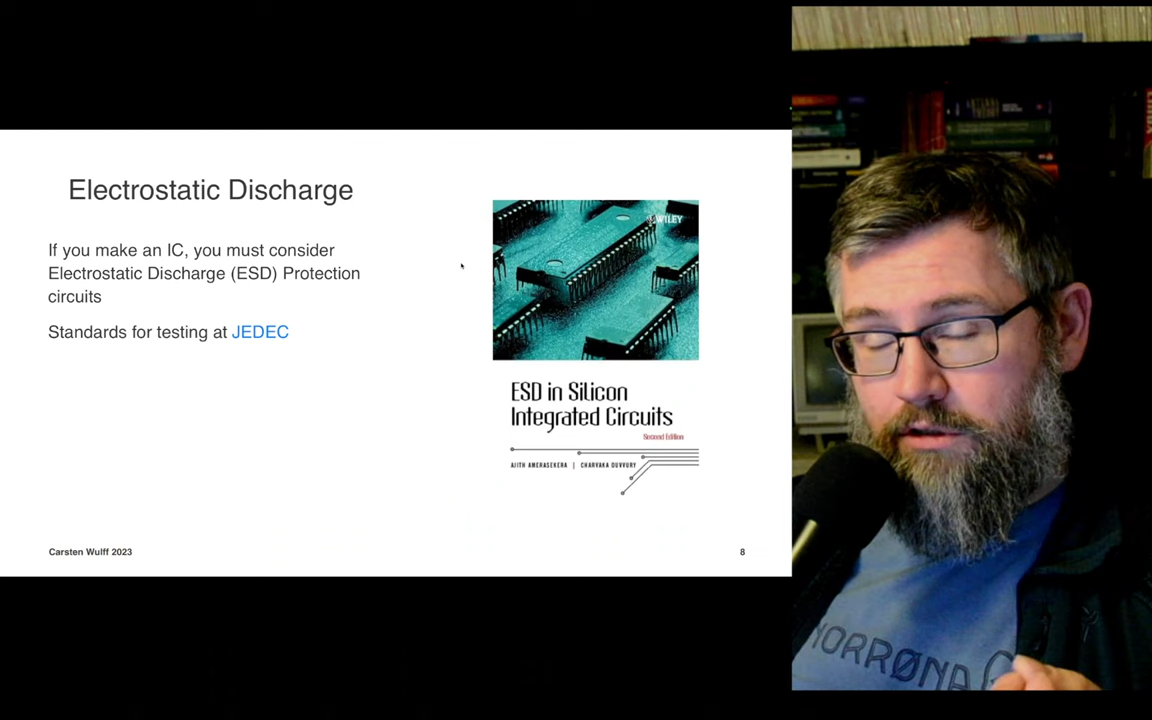 Electrostatic Discharge
If you make an IC, you must consider
Electrostatic Discharge (ESD) Protection
circuits
Standards for testing at JEDEC
WILEY
ESD in Silicon
Integrated Circuits
Second Edition
AJITH AMERASEKERA | CHARVAKA DUVVURY
Carsten Wulff 2023
8
NORRØNA